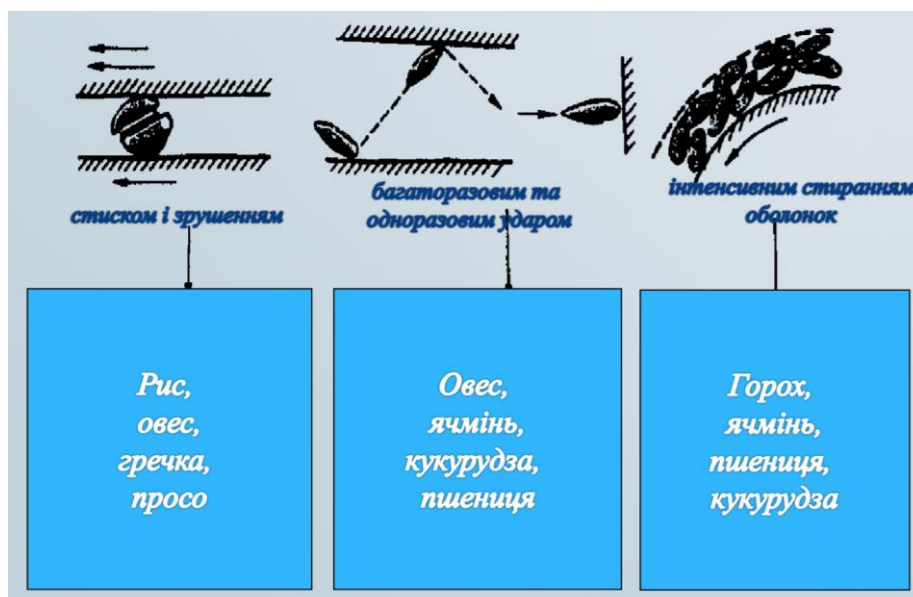 стиском і зрушенням
багаторазовим та
одноразовим ударом
інтенсивним стиранням
оболонок
Рис,
овес,
гречка,
просо
Овес,
ячмінь,
кукурудза,
пшениця
Горох,
ячмінь,
пшениця,
кукурудза